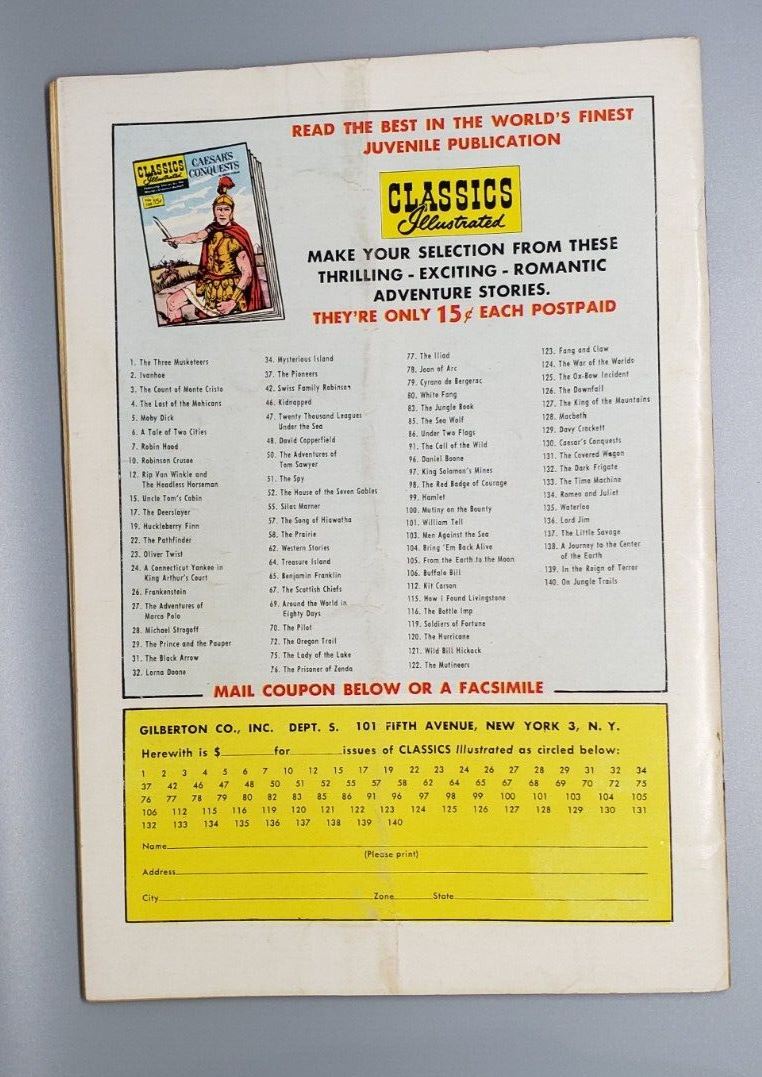 READ THE BEST IN THE WORLD'S FINEST
JUVENILE PUBLICATION
CLASSICS
Illustrated
CAESAR'S
CONQUESTS
15¢
CLASSICS
Illustrated
MAKE YOUR SELECTION FROM THESE
THRILLING - EXCITING - ROMANTIC
ADVENTURE STORIES.
THEY'RE ONLY 15¢ EACH POSTPAID
1. The Three Musketeers
2. Ivanhoe
3. The Count of Monte Cristo
4. The Last of the Mohicans
5. Moby Dick
6. A Tale of Two Cities
7. Robin Hood
10. Robinson Crusoe
12. Rip Van Winkle and
The Headless Horseman
15. Uncle Tom's Cabin
17. The Deerslayer
19. Huckleberry Finn
22. The Pathfinder
23. Oliver Twist
24. A Connecticut Yankee in
King Arthur's Court
26. Frankenstein
27. The Adventures of
Marco Polo
28. Michael Strogoff
29. The Prince and the Pauper
31. The Black Arrow
32. Lorna Doone
34. Mysterious Island
37. The Pioneers
42. Swiss Family Robinson
46. Kidnapped
47. Twenty Thousand Leagues
Under the Sea
48. David Copperfield
50. The Adventures of
Tom Sawyer
51. The Spy
52. The House of the Seven Gables
55. Silas Marner
57. The Song of Hiawatha
58. The Prairie
62. Western Stories
64. Treasure Island
65. Benjamin Franklin
67. The Scottish Chiefs
69. Around the World in
Eighty Days
70. The Pilot
72. The Oregon Trail
75. The Lady of the Lake
76. The Prisoner of Zenda
77. The Iliad
78. Joan of Arc
79. Cyrano de Bergerac
80. White Fang
83. The Jungle Book
85. The Sea Wolf
86. Under Two Flags
91. The Call of the Wild
96. Daniel Boone
97. King Solomon's Mines
98. The Red Badge of Courage
99. Hamlet
100. Mutiny on the Bounty
101. William Tell
103. Men Against the Sea
104. Bring 'Em Back Alive
105. From the Earth to the Moon
106. Buffalo Bill
112. Kit Carson
115. How I Found Livingstone
116. The Bottle Imp
119. Soldiers of Fortune
120. The Hurricane
121. Wild Bill Hickock
122. The Mutineers
123. Fang and Claw
124. The War of the Worlds
125. The Ox-Bow Incident
126. The Downfall
127. The King of the Mountains
128. Macbeth
129. Davy Crockett
130. Caesar's Conquests
131. The Covered Wagon
132. The Dark Frigate
133. The Time Machine
134. Romeo and Juliet
135. Waterloo
136. Lord Jim
137. The Little Savage
138. A Journey to the Center
of the Earth
139. In the Reign of Terror
140. On Jungle Trails
MAIL COUPON BELOW OR A FACSIMILE
GILBERTON CO., INC. DEPT. S. 101 FIFTH AVENUE, NEW YORK 3, N. Y.
Herewith is $ for issues of CLASSICS Illustrated as circled below:
1 2 3 4 5 6 7 10 12 15 17 19 22 23 24 26 27 28 29 31 32 34
37 42 46 47 48 50 51 52 55 57 58 62 64 65 67 68 69 70 72 75
76 77 78 79 80 82 83 85 86 91 96 97 98 99 100 101 103 104 105
106 112 115 116 119 120 121 122 123 124 125 126 127 128 129 130 131
132 133 134 135 136 137 138 139 140
Name
(Please print)
Address
City Zone State